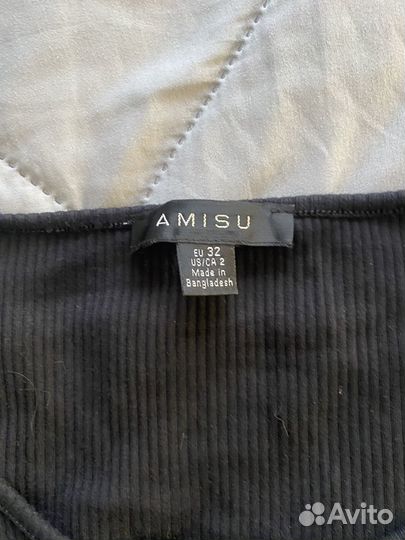 AMISU
EU 32
US/CA 2
Made in
Bangladesh
Avito